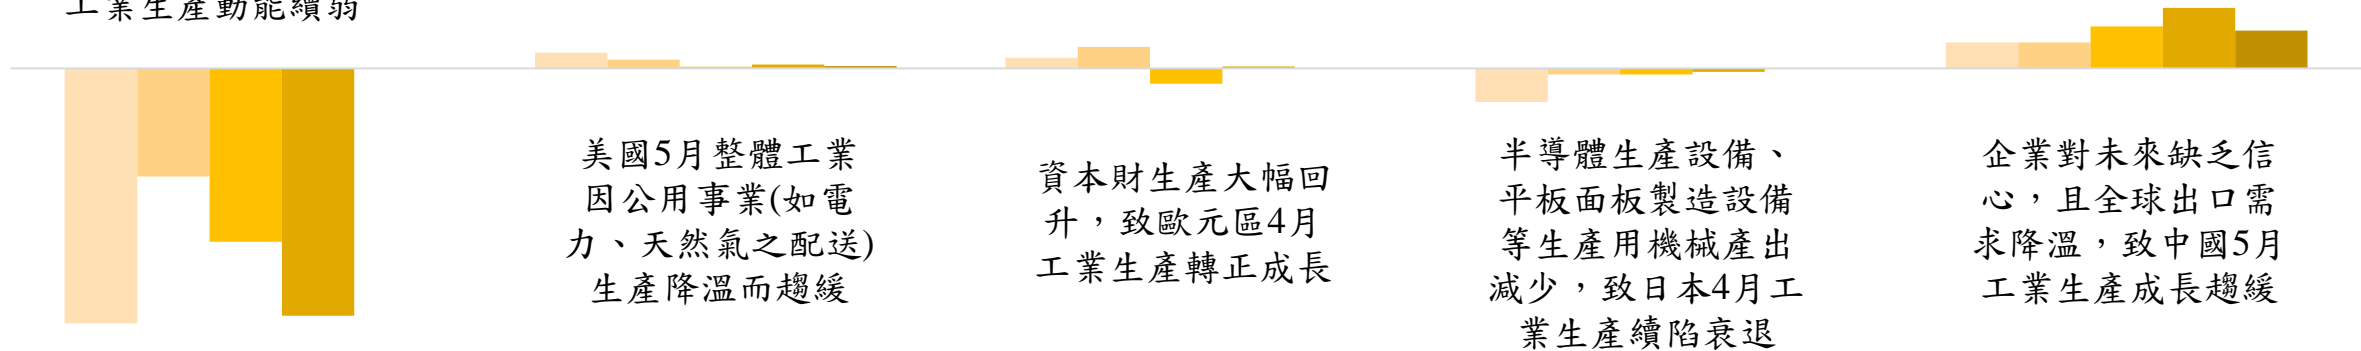 工業生產動能續弱
美國5月整體工業
因公用事業(如電
力、天然氣之配送)
生產降溫而趨緩
資本財生產大幅回
升，致歐元區4月
工業生產轉正成長
半導體生產設備、
平板面板製造設備
等生產用機械產出
減少，致日本4月工
業生產續陷衰退
企業對未來缺乏信
心，且全球出口需
求降溫，致中國5月
工業生產成長趨緩